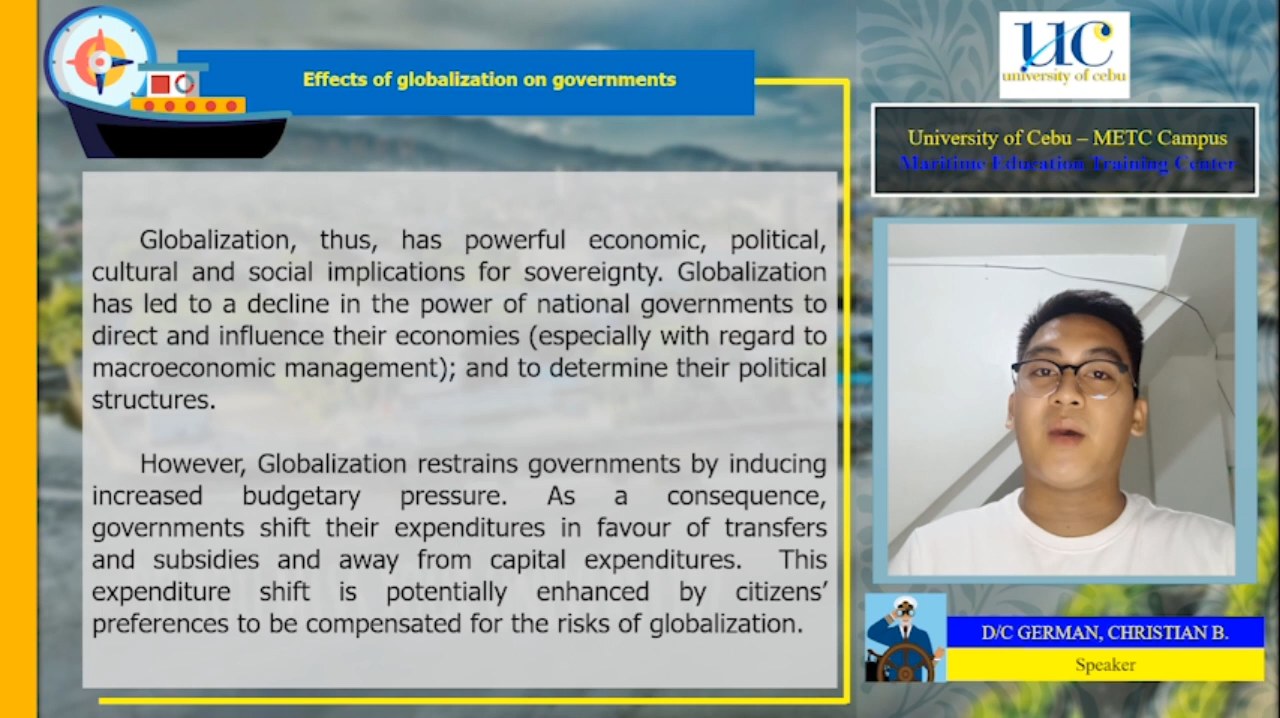 Effects of globalization on governments
Globalization, thus, has powerful economic, political,
cultural and social implications for sovereignty. Globalization
has led to a decline in the power of national governments to
direct and influence their economies (especially with regard to
macroeconomic management); and to determine their political
structures.
However, Globalization restrains governments by inducing
increased budgetary pressure. As a consequence,
governments shift their expenditures in favour of transfers
and subsidies and away from capital expenditures. This
expenditure shift is potentially enhanced by citizens’
preferences to be compensated for the risks of globalization.
UC
university of cebu
University of Cebu – METC Campus
Maritime Education Training Center
D/C GERMAN, CHRISTIAN B.
Speaker